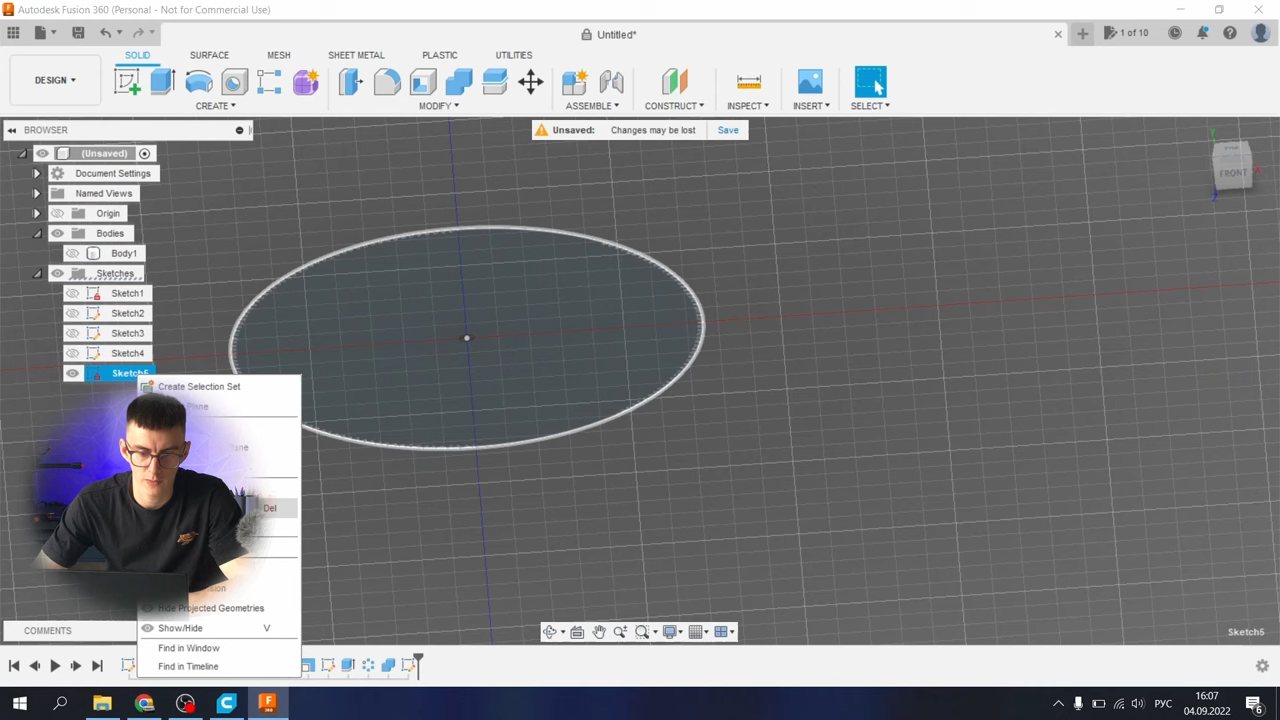 Autodesk Fusion 360 (Personal - Not for Commercial Use)
Untitled*
1 of 10
DESIGN
SOLID
SURFACE
MESH
SHEET METAL
PLASTIC
UTILITIES
CREATE
MODIFY
ASSEMBLE
CONSTRUCT
INSPECT
INSERT
SELECT
BROWSER
Unsaved: Changes may be lost Save
(Unsaved)
Document Settings
Named Views
Origin
Bodies
Body1
Sketches
Sketch1
Sketch2
Sketch3
Sketch4
Sketch5
Create Selection Set
Del
Hide Projected Geometries
Show/Hide V
Find in Window
Find in Timeline
Y
FRONT
Z
COMMENTS
Sketch5
РУС
16:07
04.09.2022
6